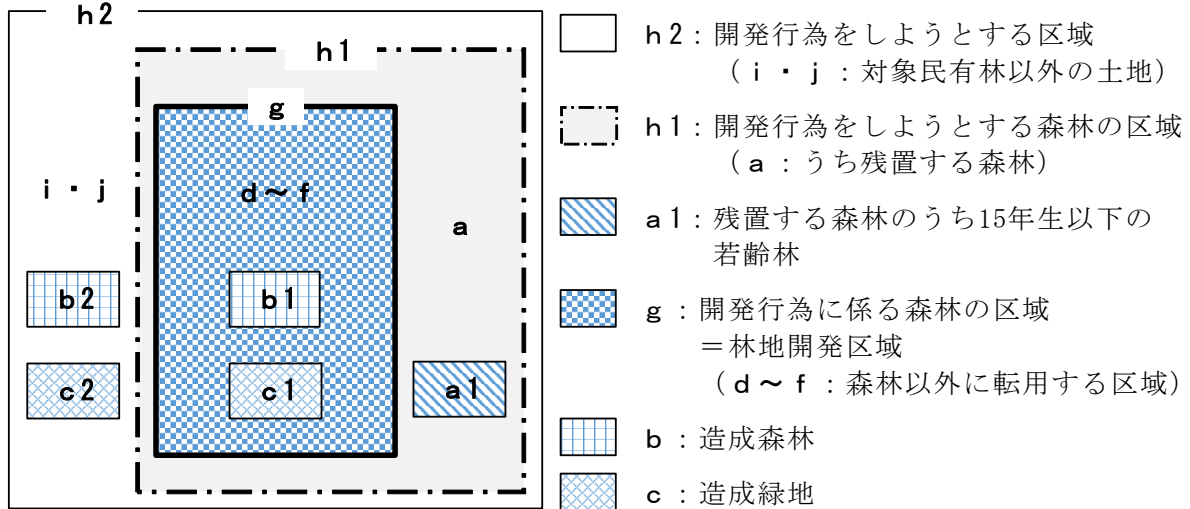 h2
h1
g
i・j
d~f
a
b2
b1
c2
c1
a1
h2：開発行為をしようとする区域
（i・j：対象民有林以外の土地）
h1：開発行為をしようとする森林の区域
（a：うち残置する森林）
a1：残置する森林のうち15年生以下の
若齢林
g：開発行為に係る森林の区域
＝林地開発区域
（d～f：森林以外に転用する区域）
b：造成森林
c：造成緑地